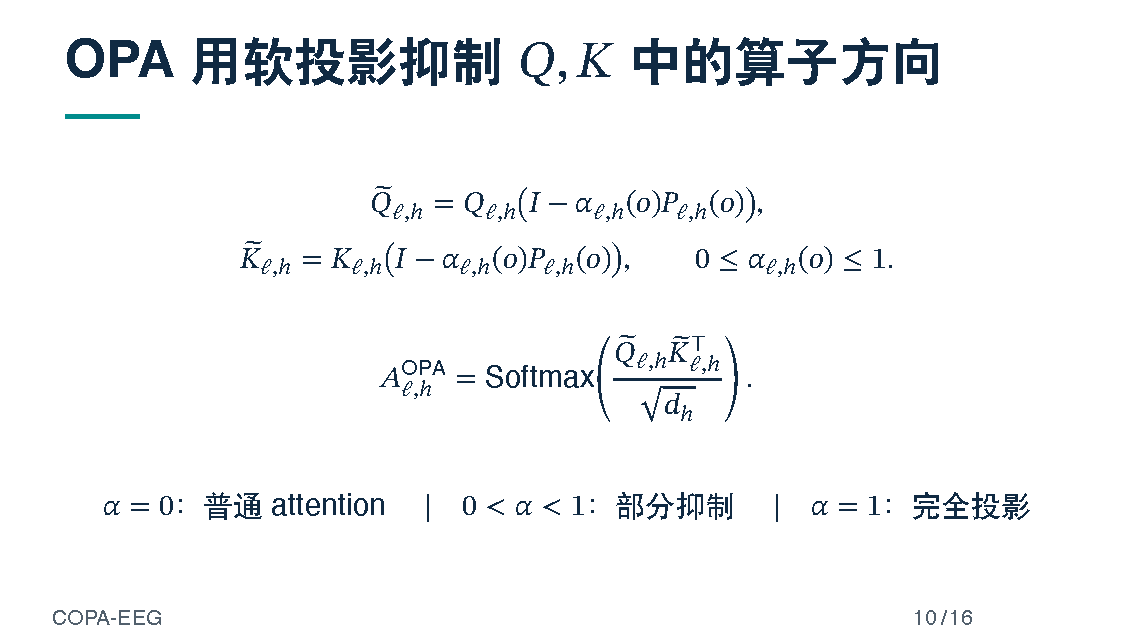 OPA 用软投影抑制 Q, K 中的算子方向
Q̃_{ℓ,h} = Q_{ℓ,h}(I − α_{ℓ,h}(o)P_{ℓ,h}(o)),
K̃_{ℓ,h} = K_{ℓ,h}(I − α_{ℓ,h}(o)P_{ℓ,h}(o)), 0 ≤ α_{ℓ,h}(o) ≤ 1.
A^{OPA}_{ℓ,h} = Softmax(Q̃_{ℓ,h}K̃^⊤_{ℓ,h} / √d_h).
α = 0：普通 attention | 0 < α < 1：部分抑制 | α = 1：完全投影
COPA-EEG 10/16